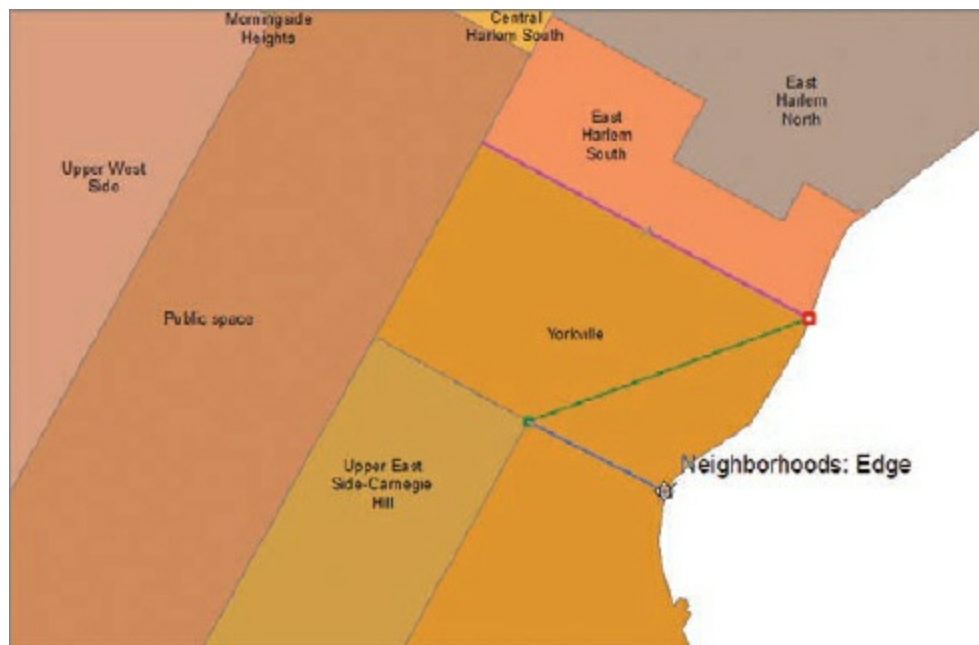 Morningside
Heights
Central
Harlem South
East
Harlem
North
East
Harlem
South
Upper West
Side
Public space
Yorkville
Upper East
Side-Carnegie
Hill
Neighborhoods: Edge